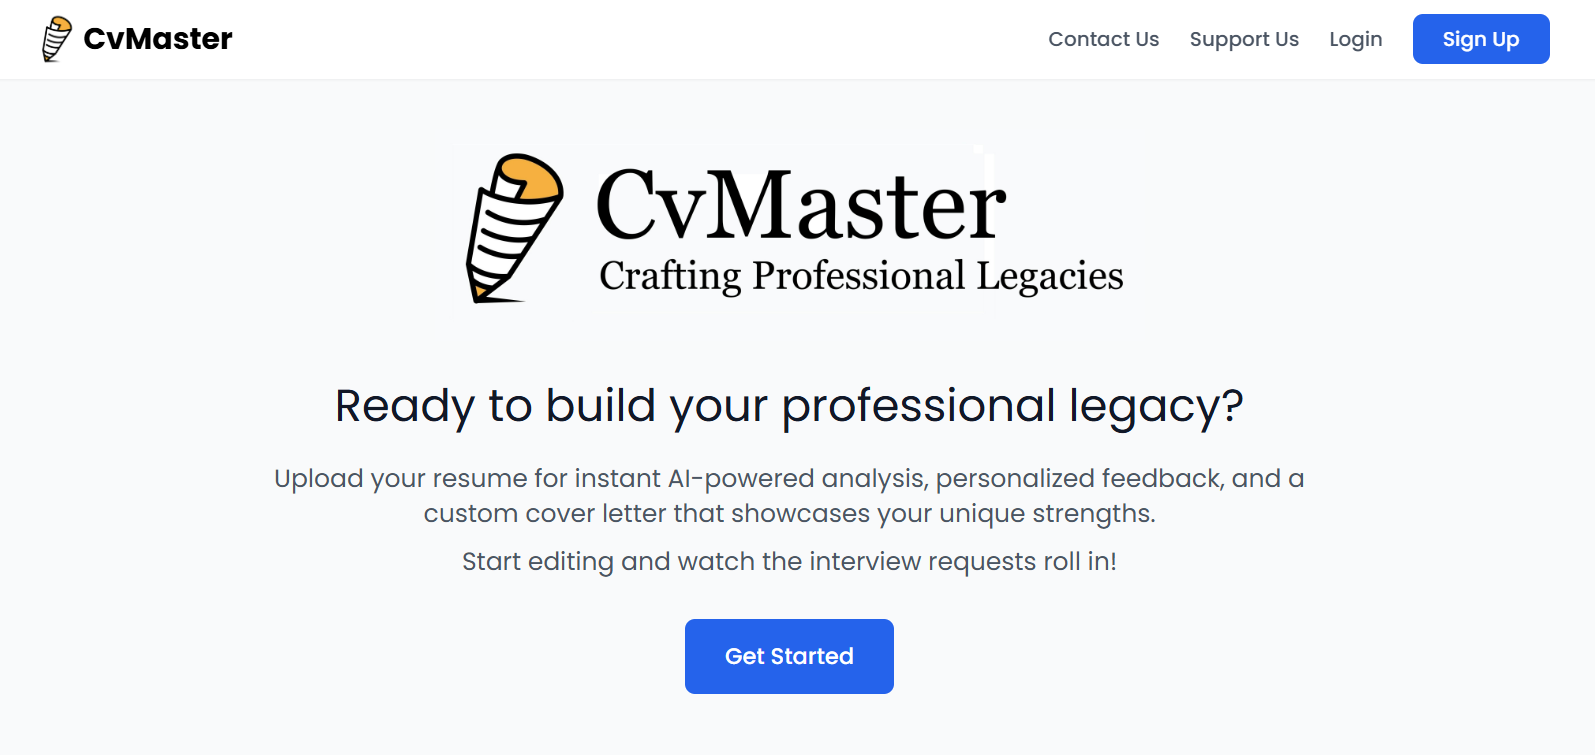 CvMaster
Contact Us
Support Us
Login
Sign Up
CvMaster
Crafting Professional Legacies
Ready to build your professional legacy?
Upload your resume for instant AI-powered analysis, personalized feedback, and a
custom cover letter that showcases your unique strengths.
Start editing and watch the interview requests roll in!
Get Started